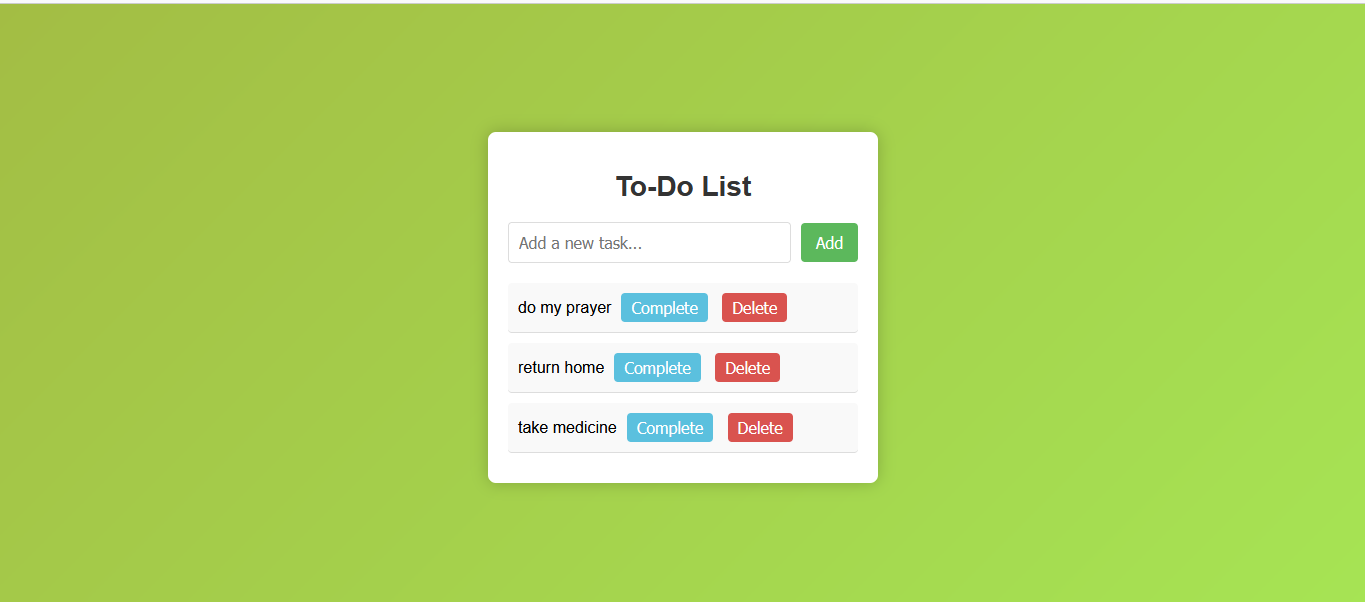 To-Do List
Add a new task... Add
do my prayer Complete Delete
return home Complete Delete
take medicine Complete Delete